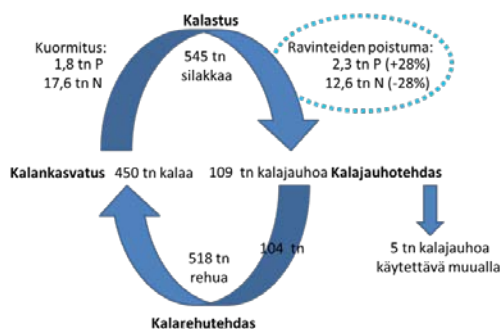 Kalastus
Kuormitus:
1,8 tn P
17,6 tn N
545 tn
silakkaa
Ravinteiden poistuma:
2,3 tn P (+28%)
12,6 tn N (-28%)
Kalankasvatus 450 tn kalaa 109 tn kalajauhoa Kalajauhotehdas
518 tn
rehua
104 tn
5 tn kalajauhoa
käytettävä muualla
Kalarehutehdas